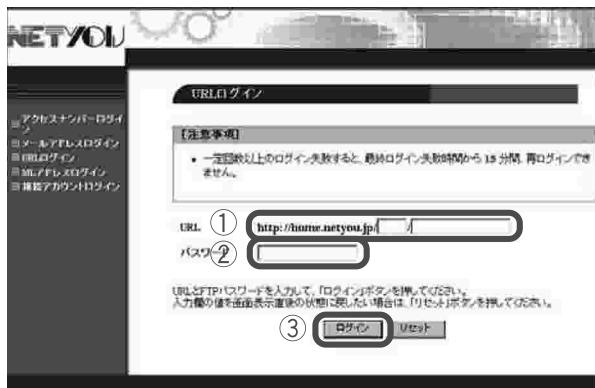 NETYOU
URLログイン
アクセスナンバーログイ
ン
メールアドレスログイン
URLログイン
MLアドレスログイン
接続アカウントログイン
【注意事項】
• 一定回数以上のログイン失敗すると、最終ログイン失敗時間から 15 分間、再ログインでき
ません。
URL ① http://home.netyou.jp/ /
パスワード ②
URLとFTPパスワードを入力して、「ログイン」ボタンを押してください。
入力欄の値を画面表示直後の状態に戻したい場合は、「リセット」ボタンを押してください。
③ ログイン リセット